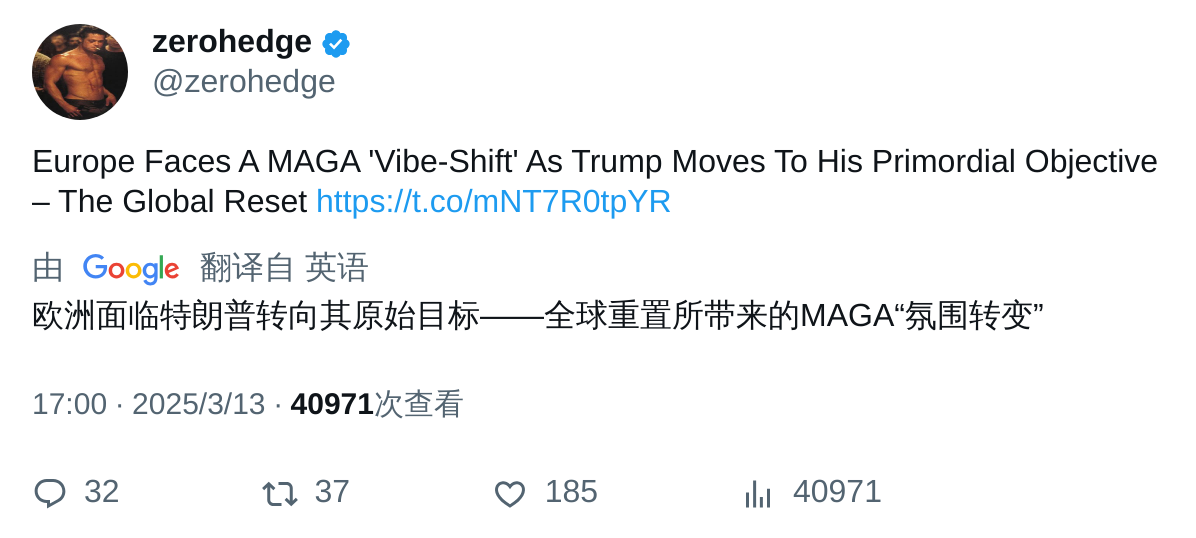 zerohedge
@zerohedge
Europe Faces A MAGA 'Vibe-Shift' As Trump Moves To His Primordial Objective
– The Global Reset https://t.co/mNT7R0tpYR
由 Google 翻译自 英语
欧洲面临特朗普转向其原始目标——全球重置所带来的MAGA“氛围转变”
17:00 · 2025/3/13 · 40971次查看
32 37 185 40971